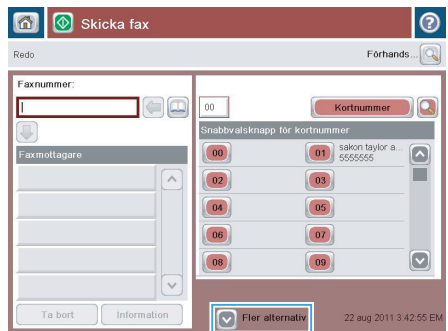 Skicka fax
Redo
Förhands...
Faxnummer:
00
Kortnummer
Snabbvalsknapp för kortnummer
Faxmottagare
00
01 sakon taylor a...
5555555
02
03
04
05
06
07
08
09
Ta bort
Information
Fler alternativ
22 aug 2011 3:42:55 EM